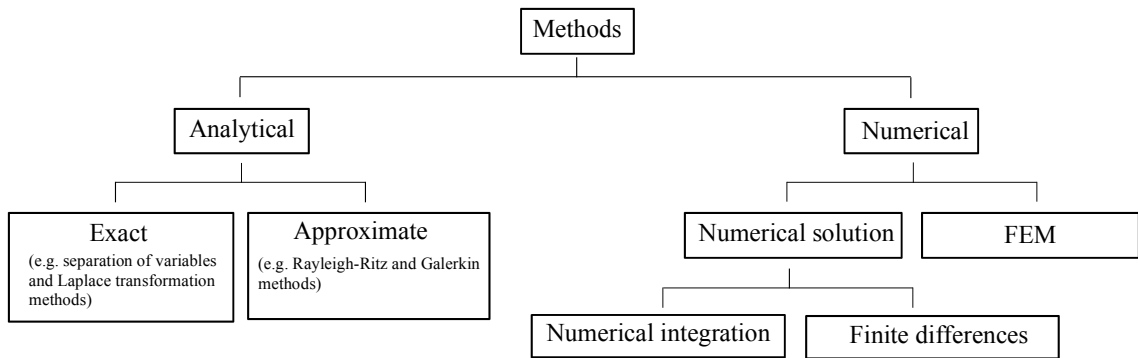 Methods
Analytical
Numerical
Exact
(e.g. separation of variables
and Laplace transformation
methods)
Approximate
(e.g. Rayleigh-Ritz and Galerkin
methods)
Numerical solution
FEM
Numerical integration
Finite differences